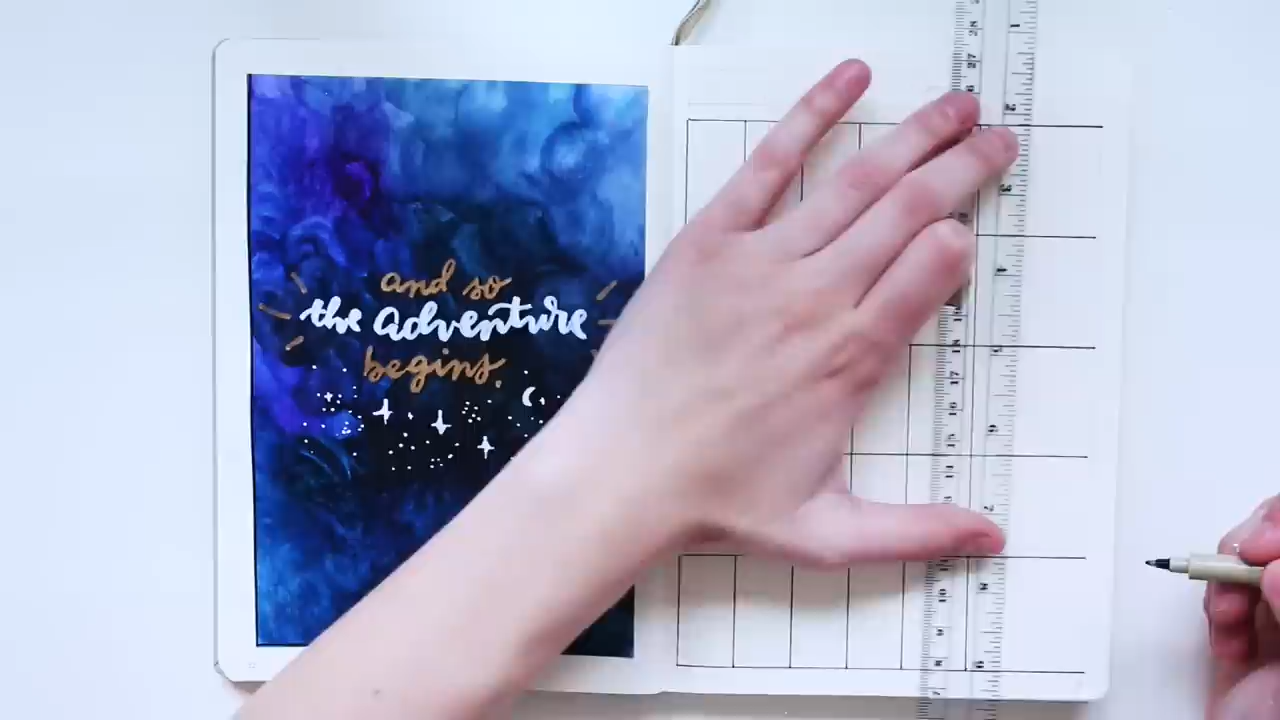 and so
the adventure
begins.